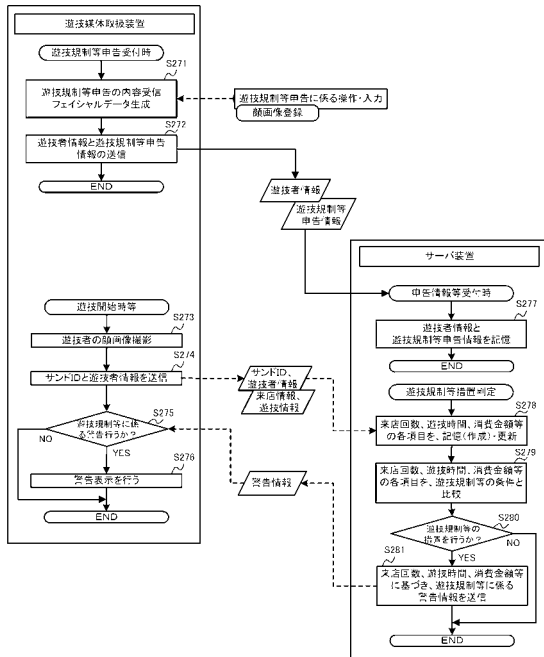 遊技媒体取扱装置
遊技規制等申告受付時
S271
遊技規制等申告の内容受信
フェイシャルデータ生成
遊技規制等申告に係る操作・入力
顔画像登録
S272
遊技者情報と遊技規制等申告
情報の送信
END
遊技者情報
遊技規制等
申告情報
サーバ装置
申告情報等受付時
S277
遊技者情報と
遊技規制等申告情報を記憶
END
遊技開始時等
S273
遊技者の顔画像撮影
S274
サンドIDと遊技者情報を送信
サンドID、
遊技者情報
来店情報、
遊技情報
遊技規制等措置判定
S278
来店回数、遊技時間、消費金額等
の各項目を、記憶(作成)・更新
S275
遊技規制等に係
る警告行うか?
NO
YES
S276
警告表示を行う
END
警告情報
S279
来店回数、遊技時間、消費金額等
の各項目を、遊技規制等の条件と
比較
S280
遊技規制等の
措置を行うか?
NO
YES
S281
来店回数、遊技時間、消費金額等
に基づき、遊技規制等に係る
警告情報を送信
END